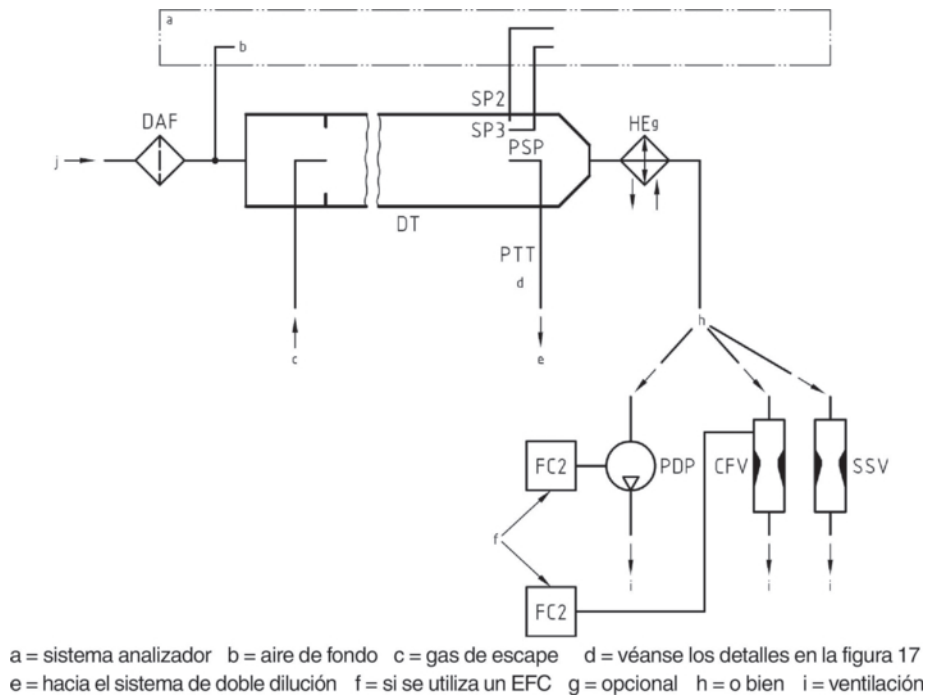 a
b
SP2
DAF
SP3
HEg
PSP
j
DT
PTT
d
c
e
h
FC2
PDP
CFV
SSV
f
i
i
i
FC2
a = sistema analizador b = aire de fondo c = gas de escape d = véanse los detalles en la figura 17
e = hacia el sistema de doble dilución f = si se utiliza un EFC g = opcional h = o bien i = ventilación